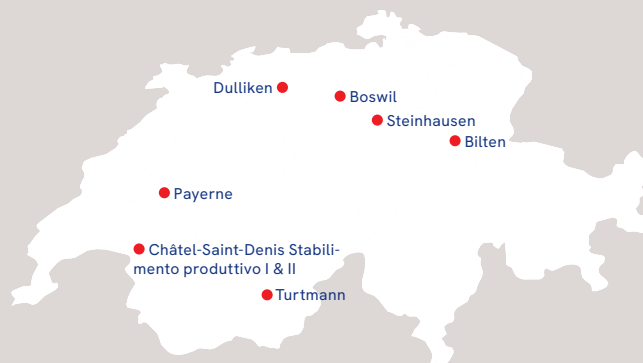 Dulliken
Boswil
Steinhausen
Bilten
Payerne
Châtel-Saint-Denis Stabili-
mento produttivo I & II
Turtmann